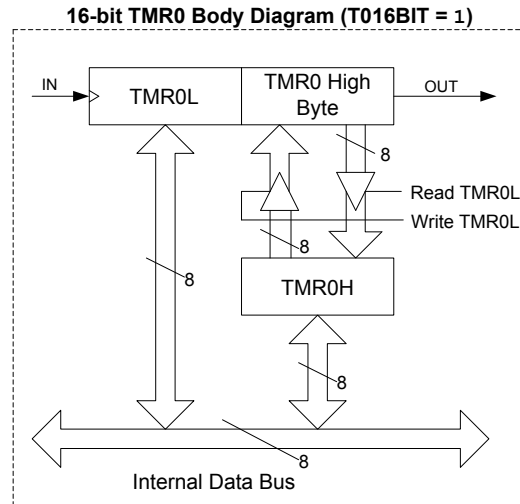 16-bit TMR0 Body Diagram (T016BIT = 1)
IN
TMR0L
TMR0 High
Byte
OUT
8
Read TMR0L
Write TMR0L
8
TMR0H
8
8
8
Internal Data Bus